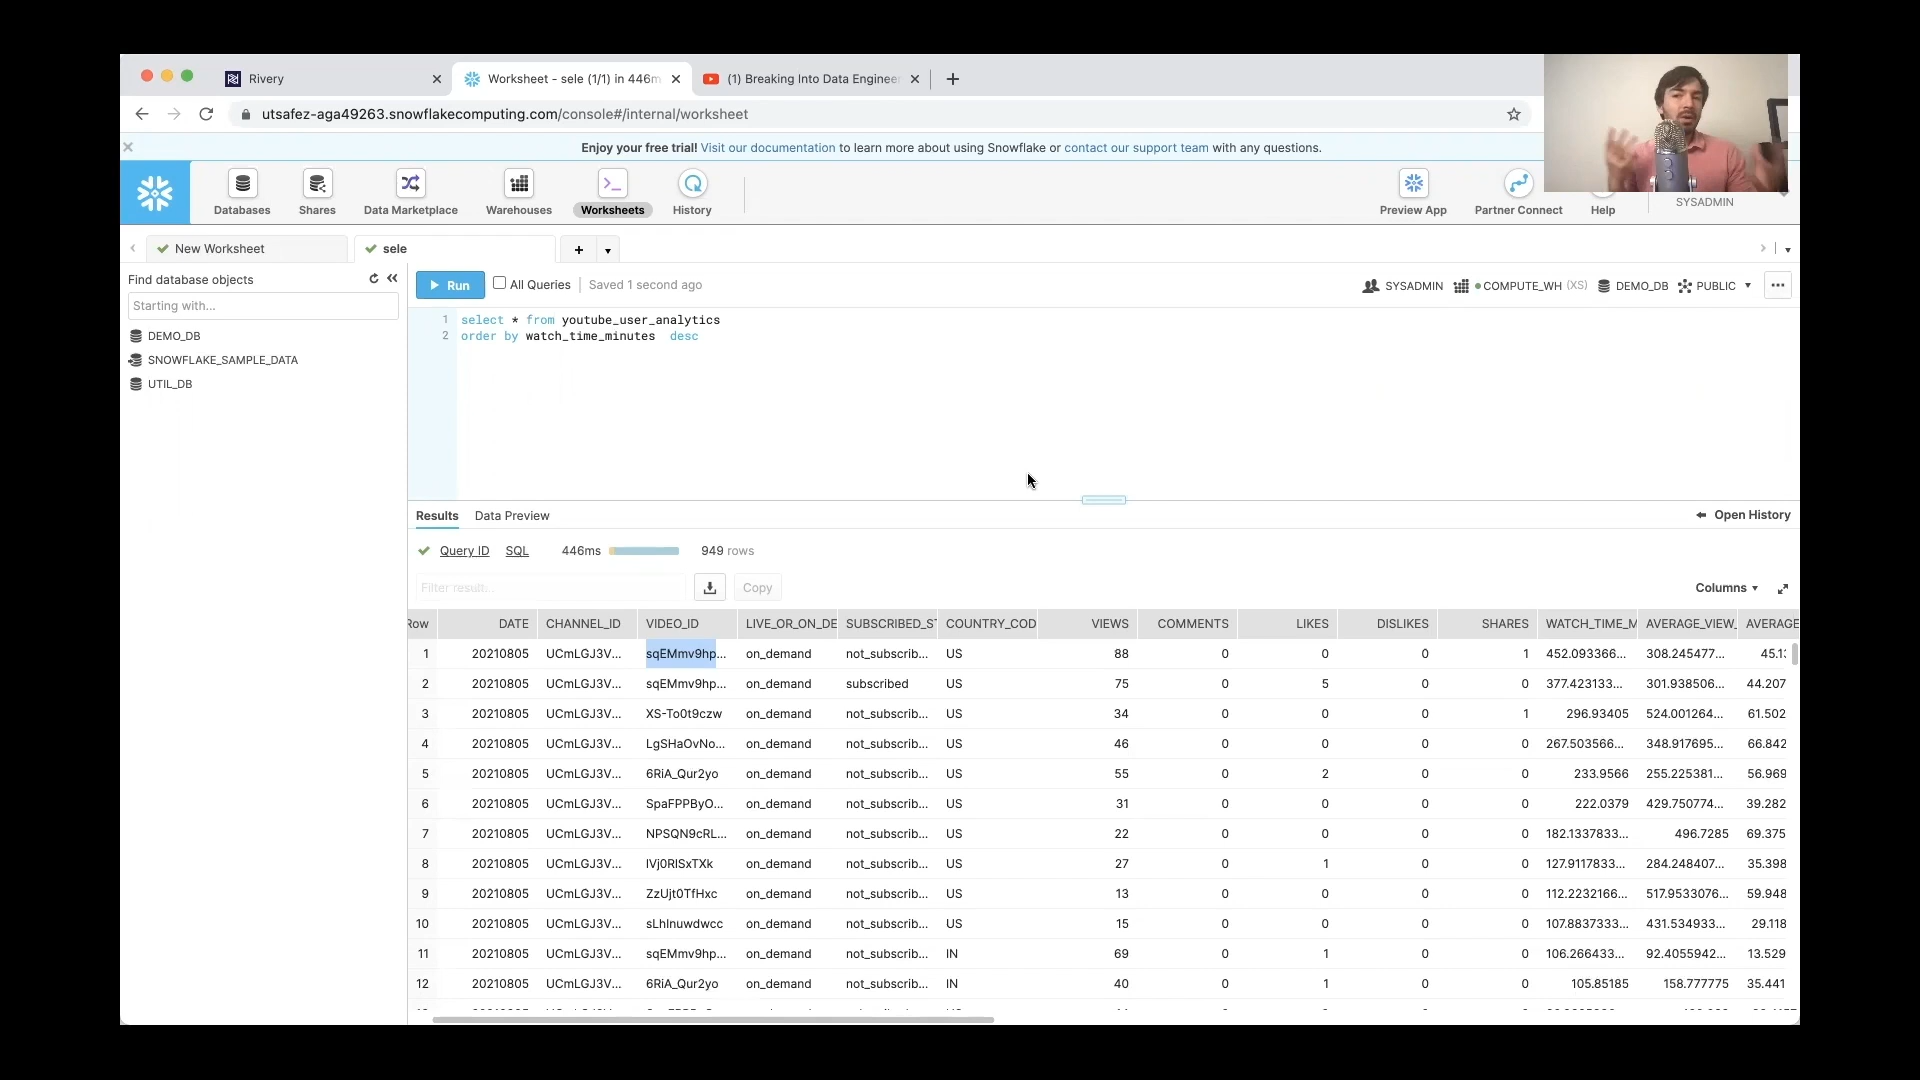 Rivery
Worksheet - sele (1/1) in 446m
(1) Breaking Into Data Enginee
utsafez-aga49263.snowflakecomputing.com/console#/internal/worksheet
Enjoy your free trial! Visit our documentation to learn more about using Snowflake or contact our support team with any questions.
Databases Shares Data Marketplace Warehouses Worksheets History Preview App Partner Connect Help SYSADMIN
New Worksheet sele
Find database objects
Starting with...
DEMO_DB
SNOWFLAKE_SAMPLE_DATA
UTIL_DB
Run All Queries Saved 1 second ago SYSADMIN COMPUTE_WH (XS) DEMO_DB PUBLIC
1 select * from youtube_user_analytics
2 order by watch_time_minutes desc
Results Data Preview Open History
Query ID SQL 446ms 949 rows
Filter result... Copy Columns
Row DATE CHANNEL_ID VIDEO_ID LIVE_OR_ON_DE SUBSCRIBED_ST COUNTRY_COD VIEWS COMMENTS LIKES DISLIKES SHARES WATCH_TIME_M AVERAGE_VIEW_ AVERAGE
1 20210805 UCmLGJ3V... sqEMmv9hp... on_demand not_subscrib... US 88 0 0 0 1 452.093366... 308.245477... 45.13
2 20210805 UCmLGJ3V... sqEMmv9hp... on_demand subscribed US 75 0 5 0 0 377.423133... 301.938506... 44.207
3 20210805 UCmLGJ3V... XS-To0t9czw on_demand not_subscrib... US 34 0 0 0 1 296.93405 524.001264... 61.502
4 20210805 UCmLGJ3V... LgSHaOvNo... on_demand not_subscrib... US 46 0 0 0 0 267.503566... 348.917695... 66.842
5 20210805 UCmLGJ3V... 6RiA_Qur2yo on_demand not_subscrib... US 55 0 2 0 0 233.9566 255.225381... 56.969
6 20210805 UCmLGJ3V... SpaFPPByO... on_demand not_subscrib... US 31 0 0 0 0 222.0379 429.750774... 39.282
7 20210805 UCmLGJ3V... NPSQN9cRL... on_demand not_subscrib... US 22 0 0 0 0 182.1337833... 496.7285 69.375
8 20210805 UCmLGJ3V... lVj0RlSxTXk on_demand not_subscrib... US 27 0 1 0 0 127.9117833... 284.248407... 35.398
9 20210805 UCmLGJ3V... ZzUjt0TfHxc on_demand not_subscrib... US 13 0 0 0 0 112.2232166... 517.9533076... 59.948
10 20210805 UCmLGJ3V... sLhlnuwdwcc on_demand not_subscrib... US 15 0 0 0 0 107.8837333... 431.534933... 29.118
11 20210805 UCmLGJ3V... sqEMmv9hp... on_demand not_subscrib... IN 69 0 1 0 0 106.266433... 92.4055942... 13.529
12 20210805 UCmLGJ3V... 6RiA_Qur2yo on_demand not_subscrib... IN 40 0 1 0 0 105.85185 158.777775 35.441